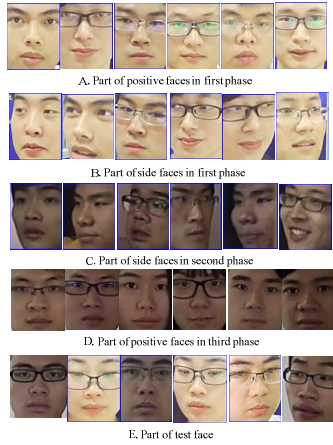 A. Part of positive faces in first phase
B. Part of side faces in first phase
C. Part of side faces in second phase
D. Part of positive faces in third phase
E. Part of test face